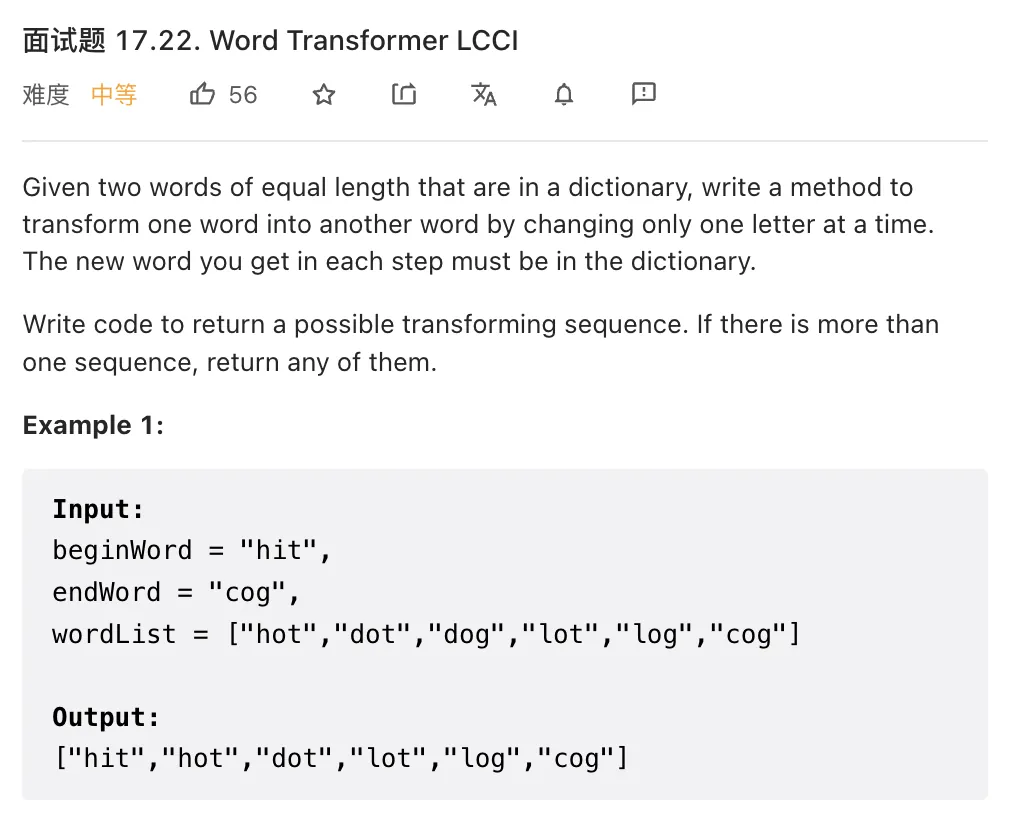 面试题 17.22. Word Transformer LCCI
难度 中等 56
Given two words of equal length that are in a dictionary, write a method to
transform one word into another word by changing only one letter at a time.
The new word you get in each step must be in the dictionary.
Write code to return a possible transforming sequence. If there is more than
one sequence, return any of them.
Example 1:
Input:
beginWord = "hit",
endWord = "cog",
wordList = ["hot","dot","dog","lot","log","cog"]
Output:
["hit","hot","dot","lot","log","cog"]